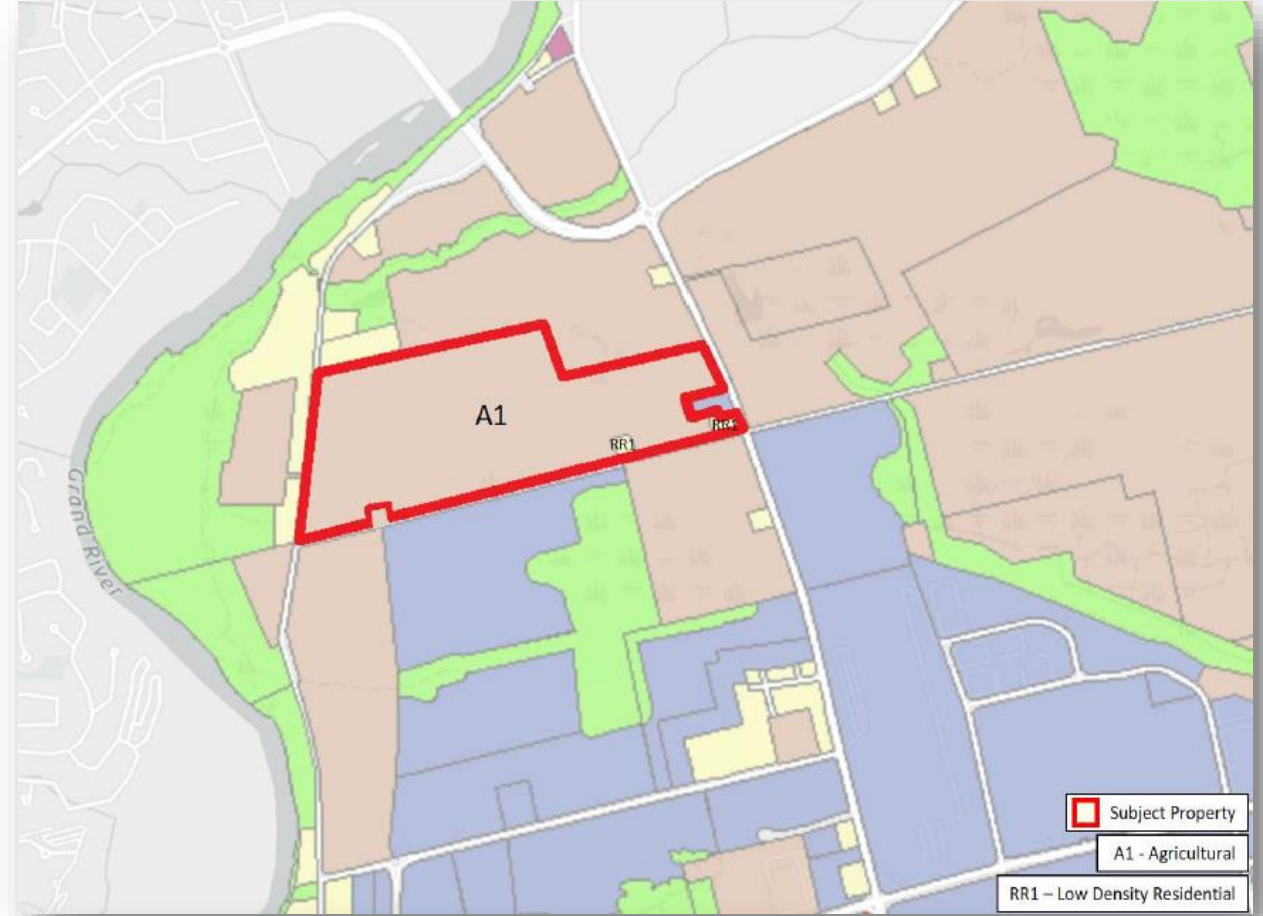 A1
RR1
RR1
Grand River
Subject Property
A1 - Agricultural
RR1 – Low Density Residential